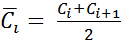 C̅ᵢ = (Cᵢ + Cᵢ₊₁) / 2